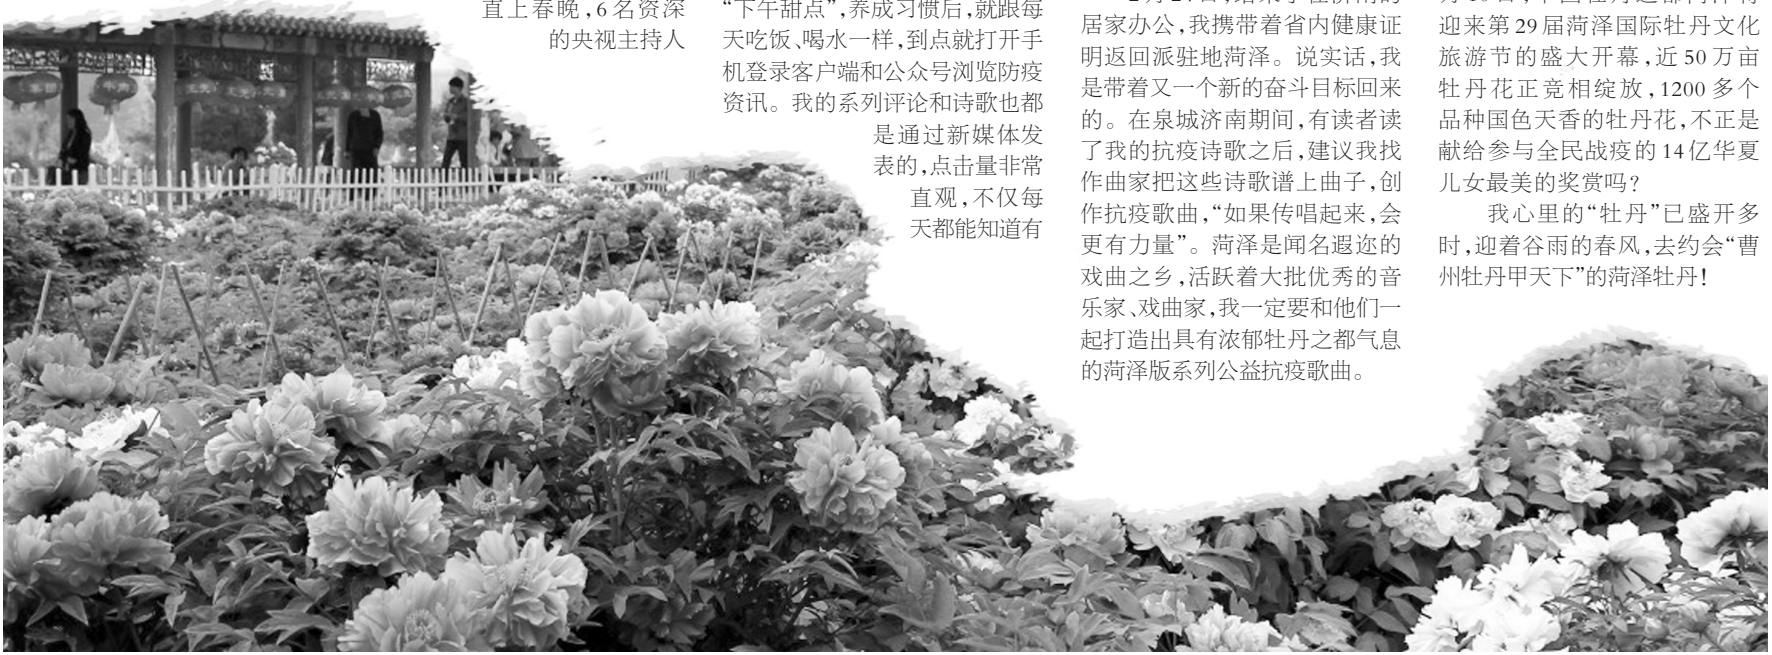 直上春晚，6名资深
的央视主持人
“下午甜点”，养成习惯后，就跟每
天吃饭、喝水一样，到点就打开手
机登录客户端和公众号浏览防疫
资讯。我的系列评论和诗歌也都
是通过新媒体发
表的，点击量非常
直观，不仅每
天都能知道有
居家办公，我携带着省内健康证
明返回派驻地菏泽。说实话，我
是带着又一个新的奋斗目标回来
的。在泉城济南期间，有读者读
了我的抗疫诗歌之后，建议我找
作曲家把这些诗歌谱上曲子，创
作抗疫歌曲，“如果传唱起来，会
更有力量”。菏泽是闻名遐迩的
戏曲之乡，活跃着大批优秀的音
乐家、戏曲家，我一定要和他们一
起打造出具有浓郁牡丹之都气息
的菏泽版系列公益抗疫歌曲。
迎来第29届菏泽国际牡丹文化
旅游节的盛大开幕，近50万亩
牡丹花正竞相绽放，1200多个
品种国色天香的牡丹花，不正是
献给参与全民战疫的14亿华夏
儿女最美的奖赏吗？
我心里的“牡丹”已盛开多
时，迎着谷雨的春风，去约会“曹
州牡丹甲天下”的菏泽牡丹！